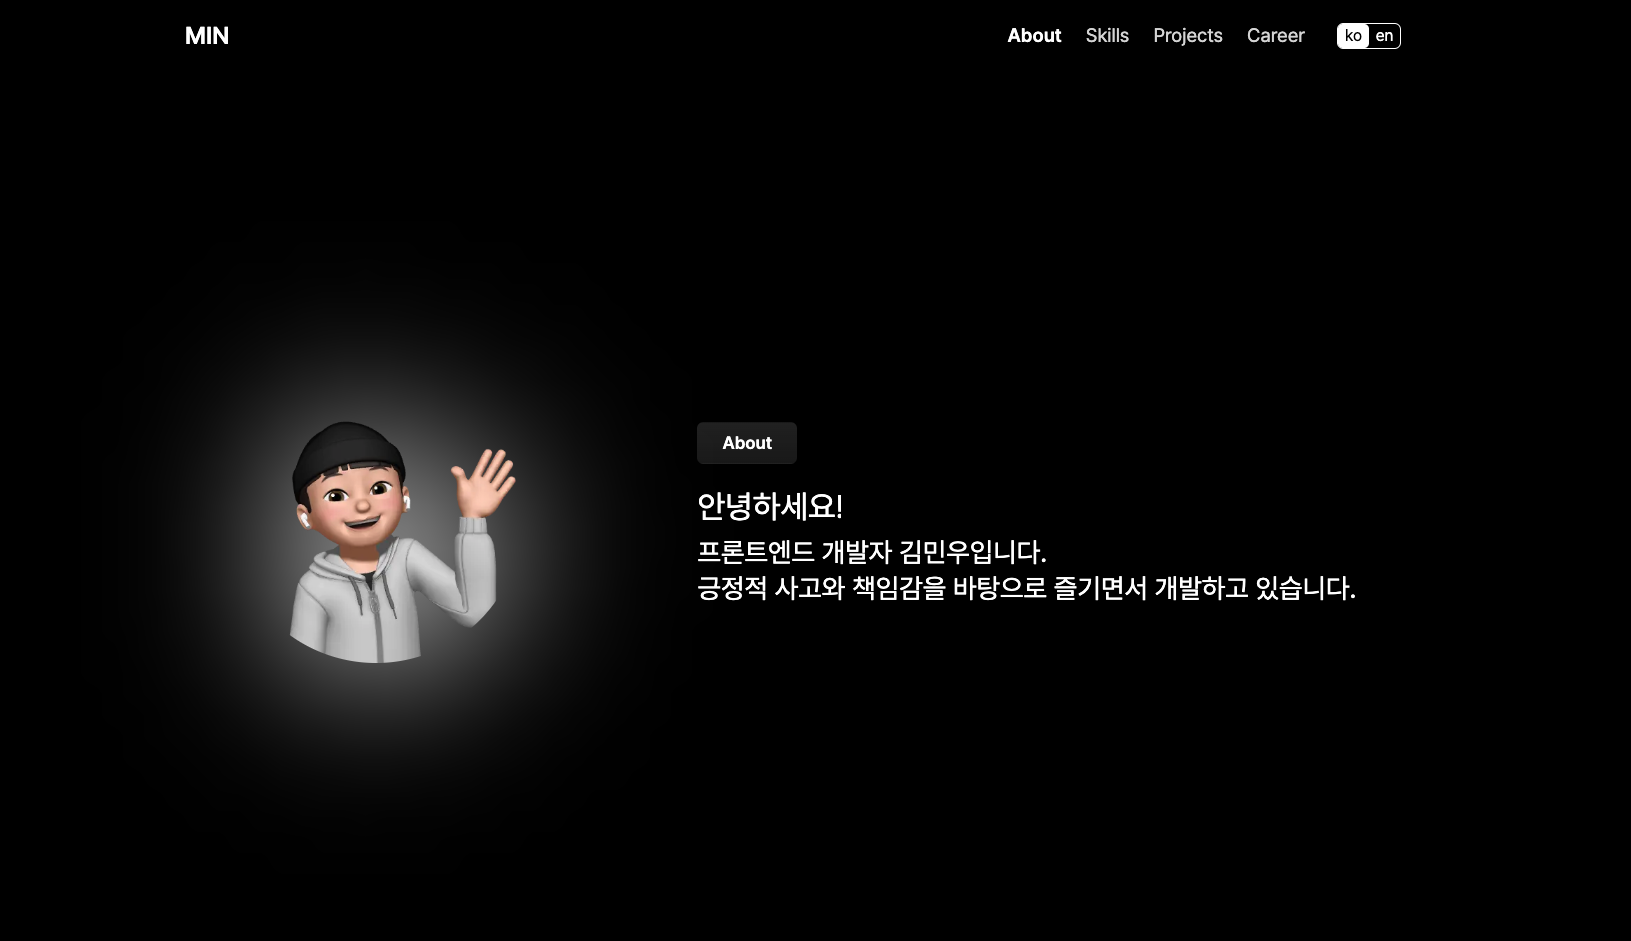 MIN
About Skills Projects Career ko en
About
안녕하세요!
프론트엔드 개발자 김민우입니다.
긍정적 사고와 책임감을 바탕으로 즐기면서 개발하고 있습니다.